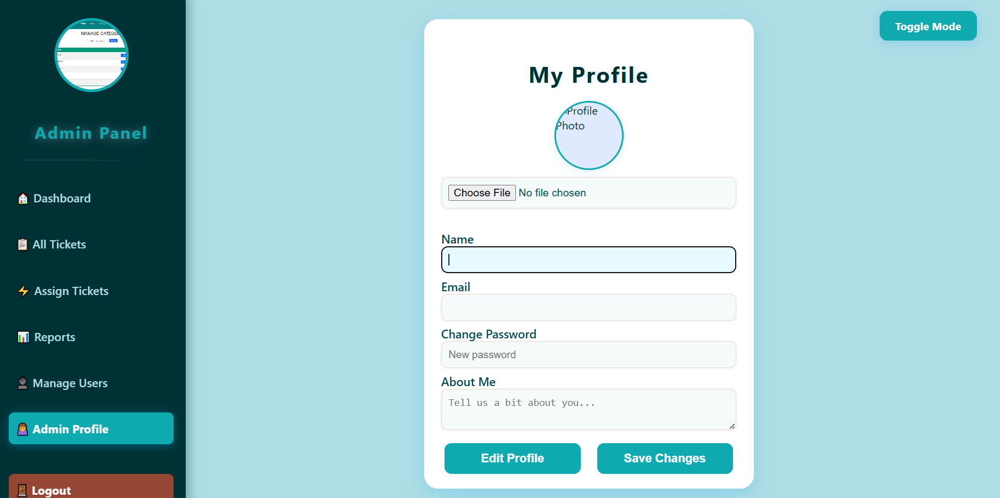 MANAGE CATEGO
Admin Panel
Dashboard
All Tickets
Assign Tickets
Reports
Manage Users
Admin Profile
Logout
Toggle Mode
My Profile
Profile
Photo
Choose File No file chosen
Name
Email
Change Password
New password
About Me
Tell us a bit about you...
Edit Profile
Save Changes